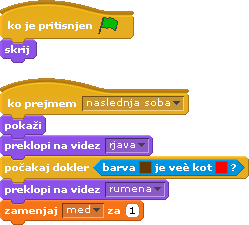 ko je pritisnjen
skrij
ko prejmem naslednja soba
pokaži
preklopi na videz rjava
počakaj dokler barva je veè kot ?
preklopi na videz rumena
zamenjaj med za 1